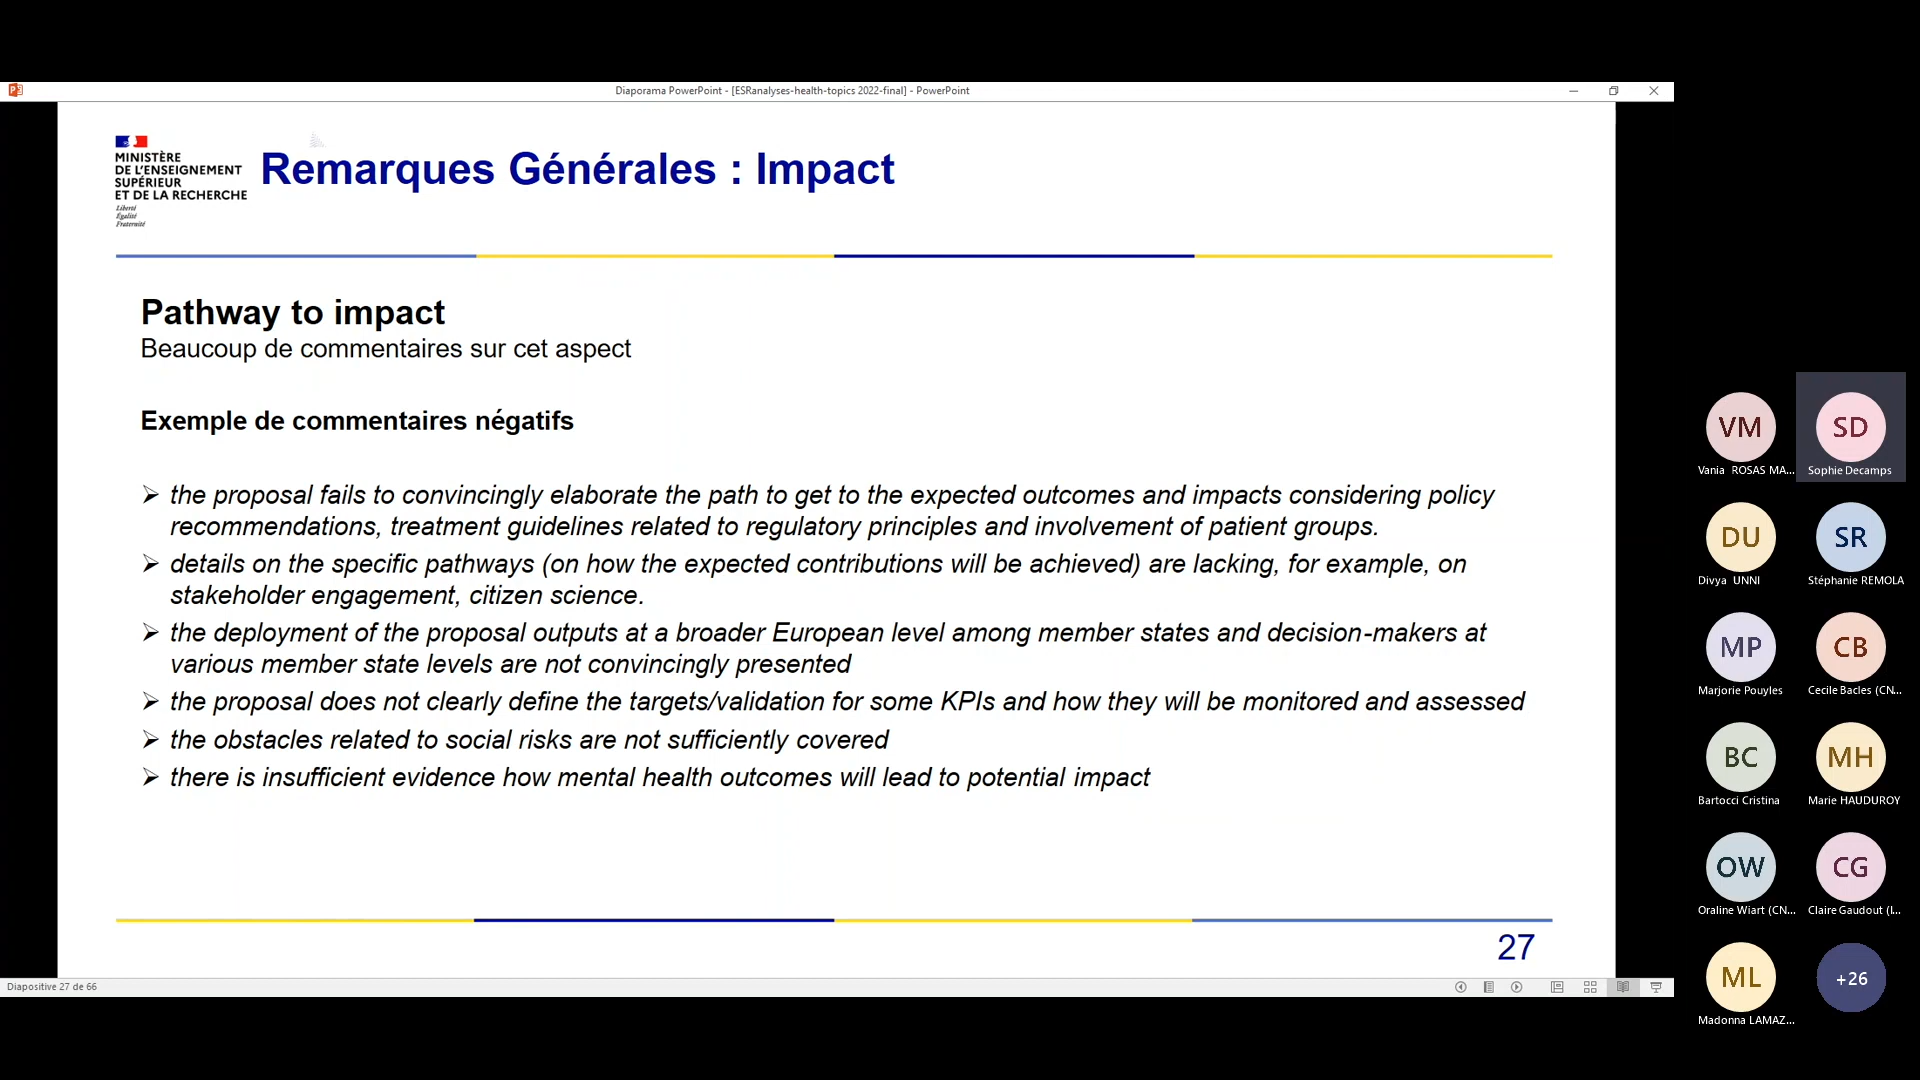 Diaporama PowerPoint - [ESRanalyses-health-topics 2022-final] - PowerPoint
MINISTÈRE
DE L'ENSEIGNEMENT
SUPÉRIEUR
ET DE LA RECHERCHE
Liberté
Égalité
Fraternité
Remarques Générales : Impact
Pathway to impact
Beaucoup de commentaires sur cet aspect
Exemple de commentaires négatifs
the proposal fails to convincingly elaborate the path to get to the expected outcomes and impacts considering policy
recommendations, treatment guidelines related to regulatory principles and involvement of patient groups.
details on the specific pathways (on how the expected contributions will be achieved) are lacking, for example, on
stakeholder engagement, citizen science.
the deployment of the proposal outputs at a broader European level among member states and decision-makers at
various member state levels are not convincingly presented
the proposal does not clearly define the targets/validation for some KPIs and how they will be monitored and assessed
the obstacles related to social risks are not sufficiently covered
there is insufficient evidence how mental health outcomes will lead to potential impact
27
Diapositive 27 de 66
VM
Vania ROSAS MA...
SD
Sophie Decamps
DU
Divya UNNI
SR
Stéphanie REMOLA
MP
Marjorie Pouyles
CB
Cecile Bacles (CN...
BC
Bartocci Cristina
MH
Marie HAUDUROY
OW
Oraline Wiart (CN...
CG
Claire Gaudout (I...
ML
Madonna LAMAZ...
+26